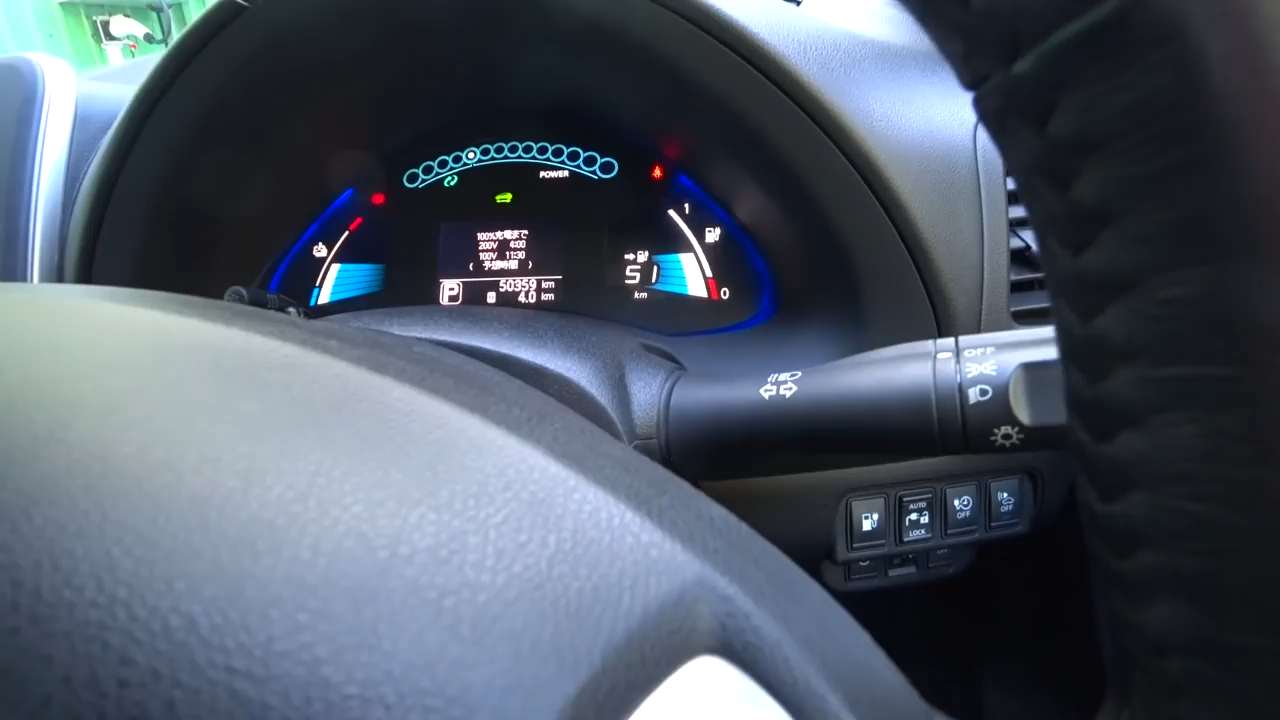 POWER
100%充電まで
200V 4:00
100V 11:30
( 予想時間 )
P
50359 km
4.0 km
1
51
km
0
OFF
AUTO
LOCK
OFF
OFF